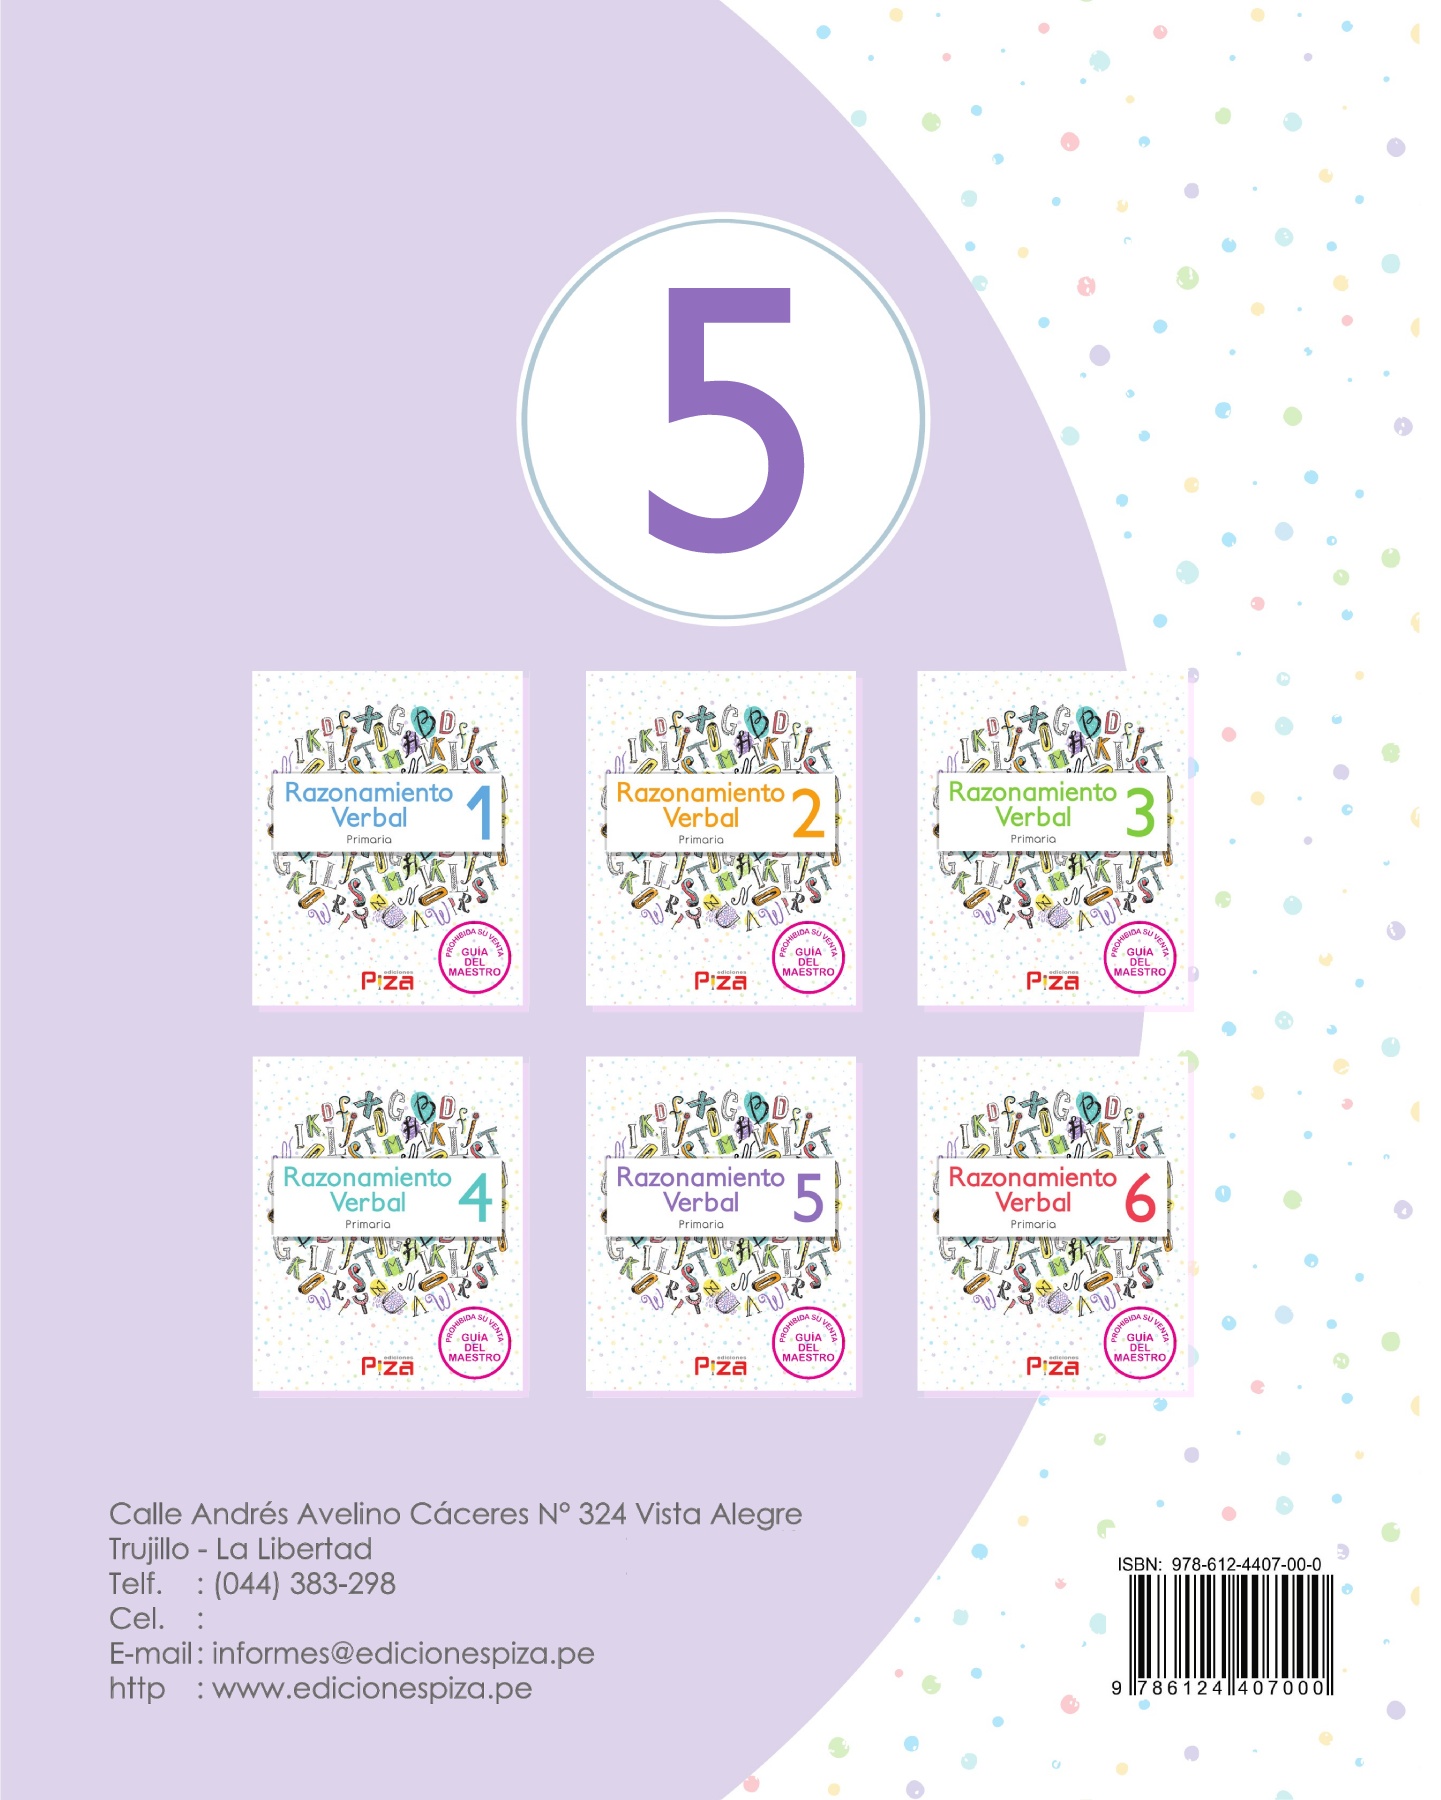 5
Razonamiento
Verbal
1
Primaria
PROHIBIDA SU VENTA
GUÍA
DEL
MAESTRO
ediciones
Piza
Razonamiento
Verbal
2
Primaria
PROHIBIDA SU VENTA
GUÍA
DEL
MAESTRO
ediciones
Piza
Razonamiento
Verbal
3
Primaria
PROHIBIDA SU VENTA
GUÍA
DEL
MAESTRO
ediciones
Piza
Razonamiento
Verbal
4
Primaria
PROHIBIDA SU VENTA
GUÍA
DEL
MAESTRO
ediciones
Piza
Razonamiento
Verbal
5
Primaria
PROHIBIDA SU VENTA
GUÍA
DEL
MAESTRO
ediciones
Piza
Razonamiento
Verbal
6
Primaria
PROHIBIDA SU VENTA
GUÍA
DEL
MAESTRO
ediciones
Piza
Calle Andrés Avelino Cáceres N° 324 Vista Alegre
Trujillo - La Libertad
Telf. : (044) 383-298
Cel. :
E-mail : informes@edicionespiza.pe
http : www.edicionespiza.pe
ISBN: 978-612-4407-00-0
9 786124 407000